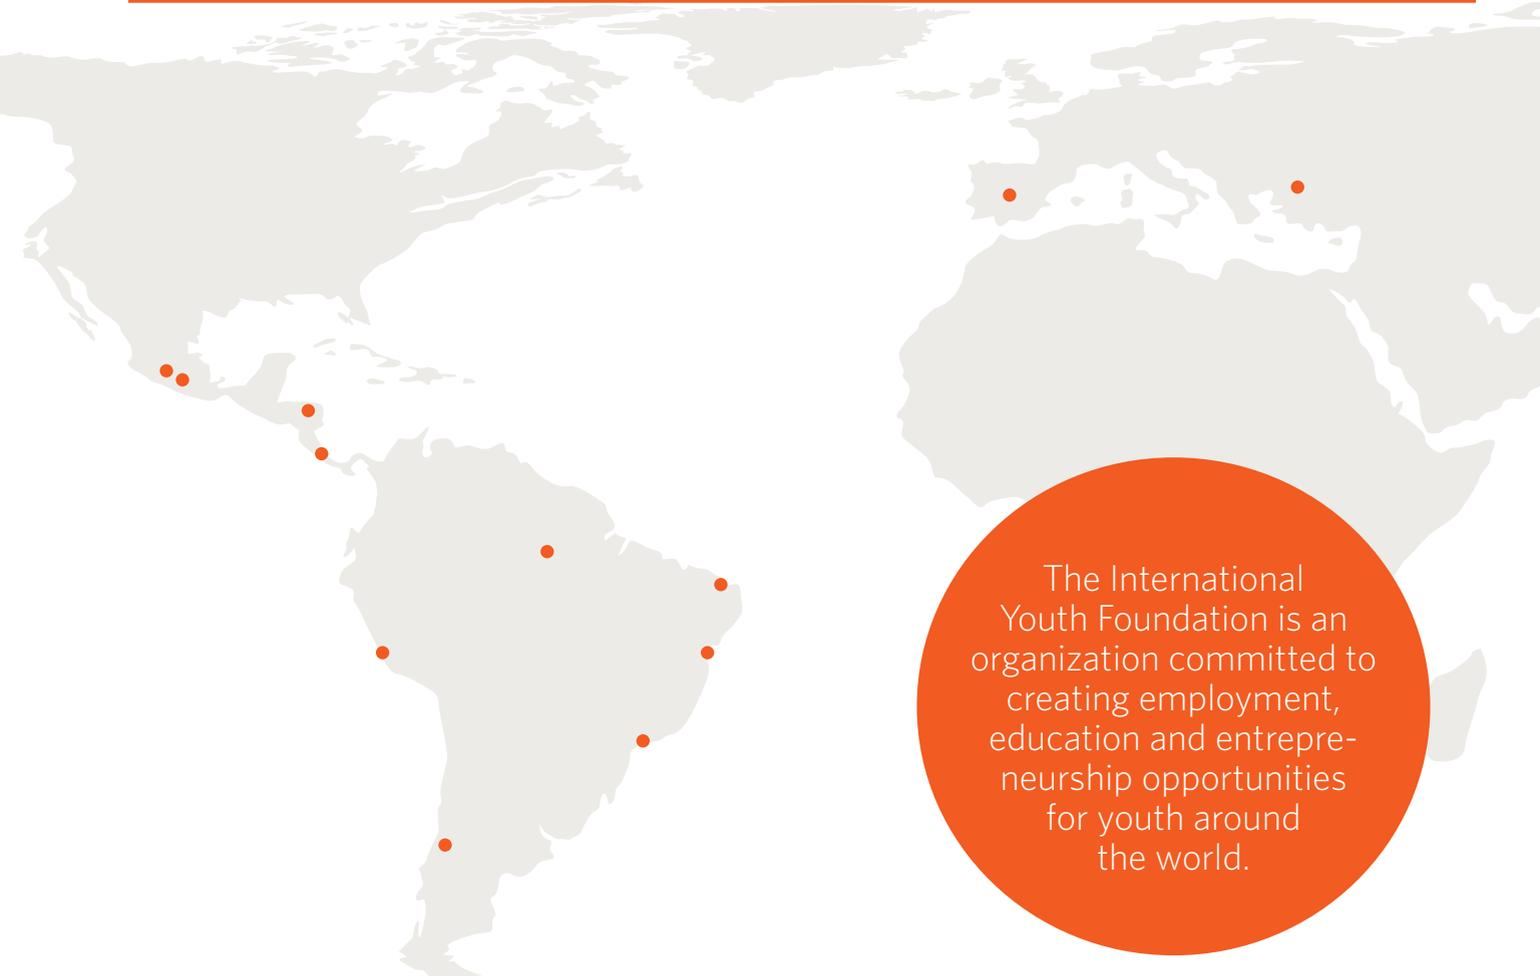 The International
Youth Foundation is an
organization committed to
creating employment,
education and entrepre-
neurship opportunities
for youth around
the world.